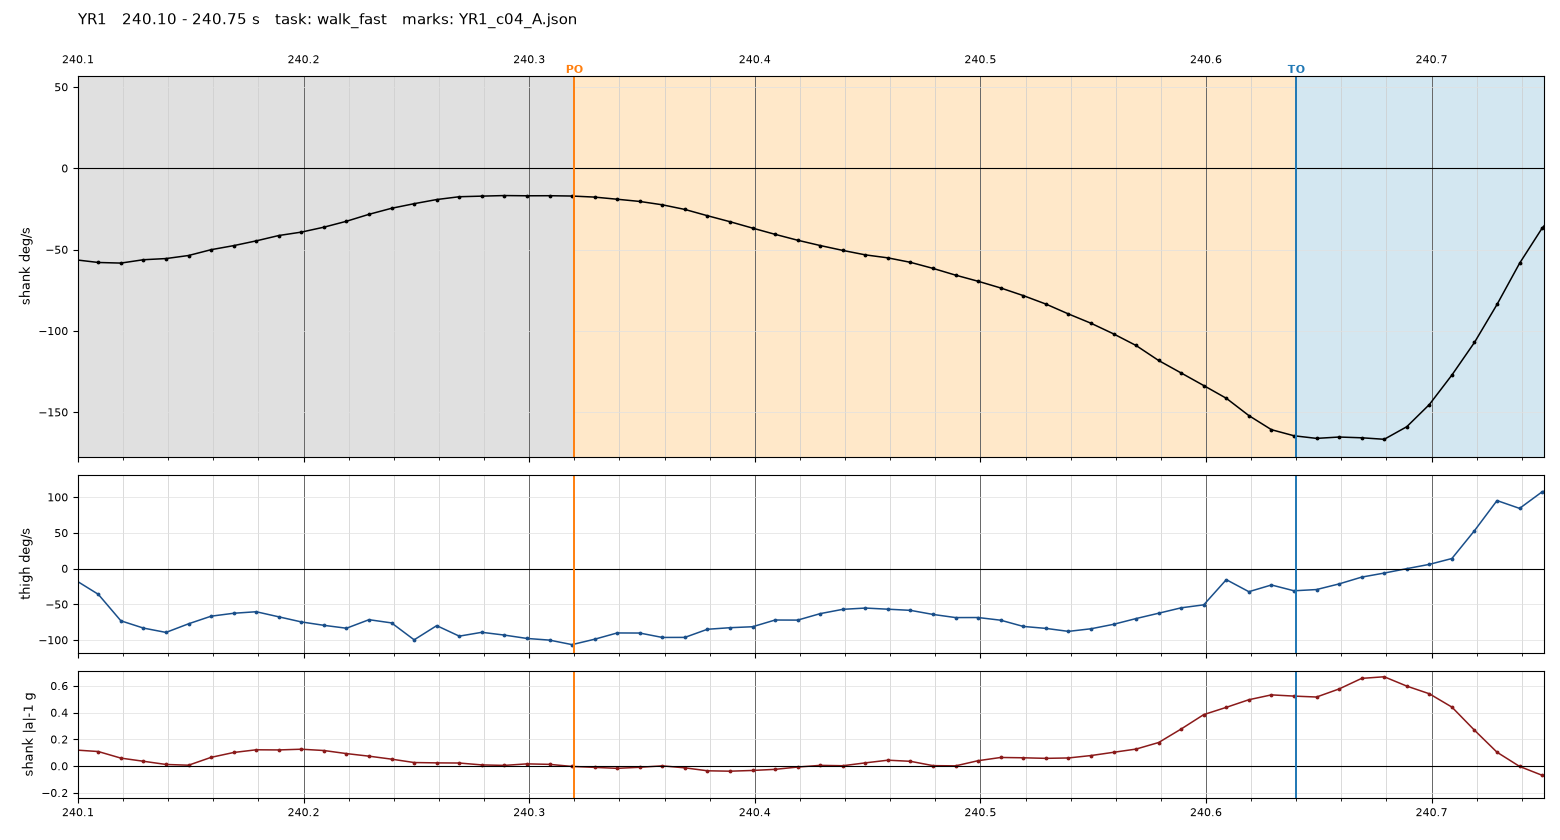 YR1   240.10 - 240.75 s   task: walk_fast   marks: YR1_c04_A.json
240.1 240.2 240.3 240.4 240.5 240.6 240.7
PO TO
50
0
−50
−100
−150
shank deg/s
100
50
0
−50
−100
thigh deg/s
0.6
0.4
0.2
0.0
−0.2
shank |a|-1 g
240.1 240.2 240.3 240.4 240.5 240.6 240.7